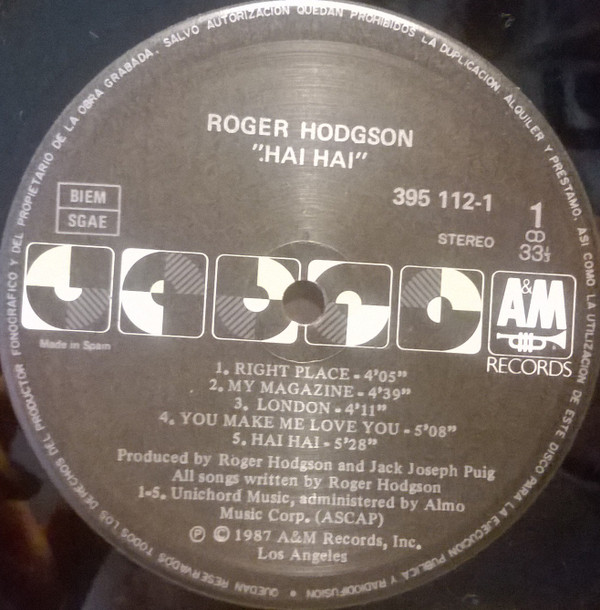 DERECHOS DEL PRODUCTOR FONOGRAFICO Y DEL PROPIETARIO DE LA OBRA GRABADA. SALVO AUTORIZACION QUEDAN PROHIBIDOS LA DUPLICACION ALQUILER Y PRESTAMO, ASI COMO LA UTILIZACION DE ESTE DISCO PARA LA EJECUCION PUBLICA Y RADIODIFUSION • QUEDAN RESERVADOS TODOS LOS
ROGER HODGSON
"HAI HAI"
BIEM
SGAE
395 112-1
1
STEREO
33⅓
A&M
RECORDS
Made in Spam
1. RIGHT PLACE - 4'05"
2. MY MAGAZINE - 4'39"
3. LONDON - 4'11"
4. YOU MAKE ME LOVE YOU - 5'08"
5. HAI HAI - 5'28"
Produced by Roger Hodgson and Jack Joseph Puig
All songs written by Roger Hodgson
1-5. Unichord Music, administered by Almo
Music Corp. (ASCAP)
Ⓟ © 1987 A&M Records, Inc.
Los Angeles